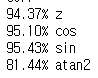 94.37% z
95.10% cos
95.43% sin
81.44% atan2